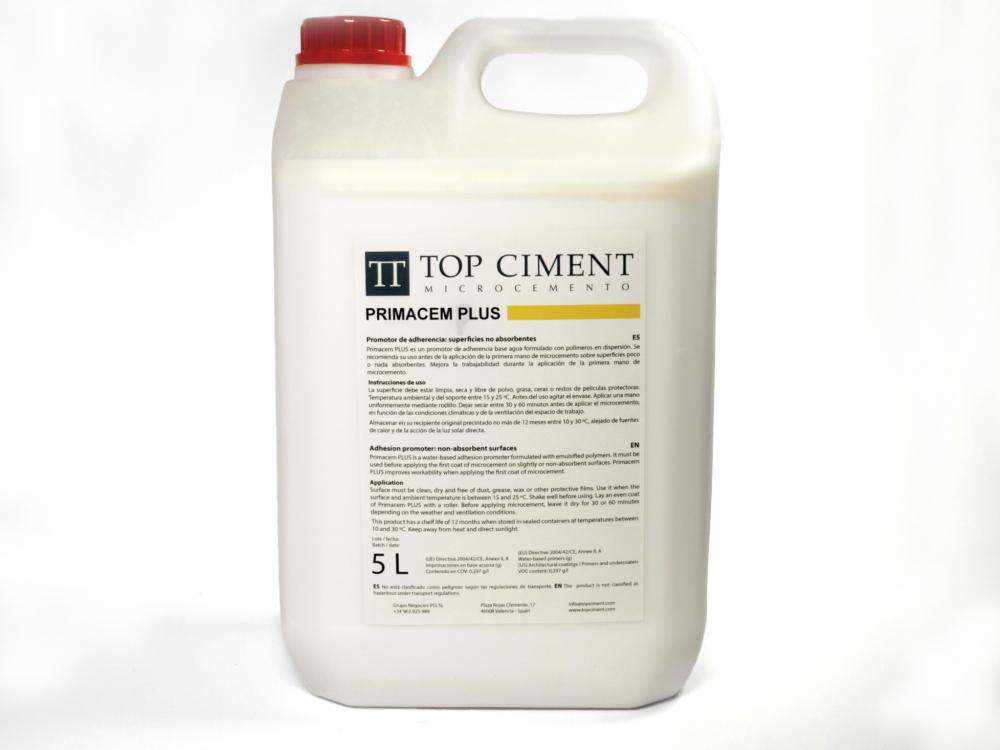 TT TOP CIMENT
MICROCEMENTO
PRIMACEM PLUS
Promotor de adherencia: superficies no absorbentes ES
Primacem PLUS es un promotor de adherencia base agua formulado con polímeros en dispersión. Se
recomienda su uso antes de la aplicación de la primera mano de microcemento sobre superficies poco
o nada absorbentes. Mejora la trabajabilidad durante la aplicación de la primera mano de
microcemento.
Instrucciones de uso
La superficie debe estar limpia, seca y libre de polvo, grasa, ceras o restos de películas protectoras.
Temperatura ambiental y del soporte entre 15 y 25 ºC. Antes del uso agitar el envase. Aplicar una mano
uniformemente mediante rodillo. Dejar secar entre 30 y 60 minutos antes de aplicar el microcemento,
en función de las condiciones climáticas y de la ventilación del espacio de trabajo.
Almacenar en su recipiente original precintado no más de 12 meses entre 10 y 30 ºC, alejado de fuentes
de calor y de la acción de la luz solar directa.
Adhesion promoter: non-absorbent surfaces EN
Primacem PLUS is a water-based adhesion promoter formulated with emulsified polymers. It must be
used before applying the first coat of microcement on slightly or non-absorbent surfaces. Primacem
PLUS improves workability when applying the first coat of microcement.
Application
Surface must be clean, dry and free of dust, grease, wax or other protective films. Use it when the
surface and ambient temperature is between 15 and 25 ºC. Shake well before using. Lay an even coat
of Primacem PLUS with a roller. Before applying microcement, leave it dry for 30 or 60 minutes
depending on the weather and ventilation conditions.
This product has a shelf life of 12 months when stored in sealed containers at temperatures between
10 and 30 ºC. Keep away from heat and direct sunlight.
Lote / fecha:
Batch / date:
5 L
(UE) Directiva 2004/42/CE, Annex II, A
Imprimaciones en base acuosa (g)
Contenido en COV: 0,297 g/l
(EU) Directive 2004/42/CE, Annex II, A
Water-based primers (g)
(US) Architectural coatings / Primers and undercoaters
VOC content: 0,297 g/l
ES No está clasificado como peligroso según las regulaciones de transporte. EN The product is not classified as
hazardous under transport regulations.
Grupo Negocios PO, SL
+34 963 925 989
Plaza Rojas Clemente, 17
46008 Valencia - Spain
info@topciment.com
www.topciment.com